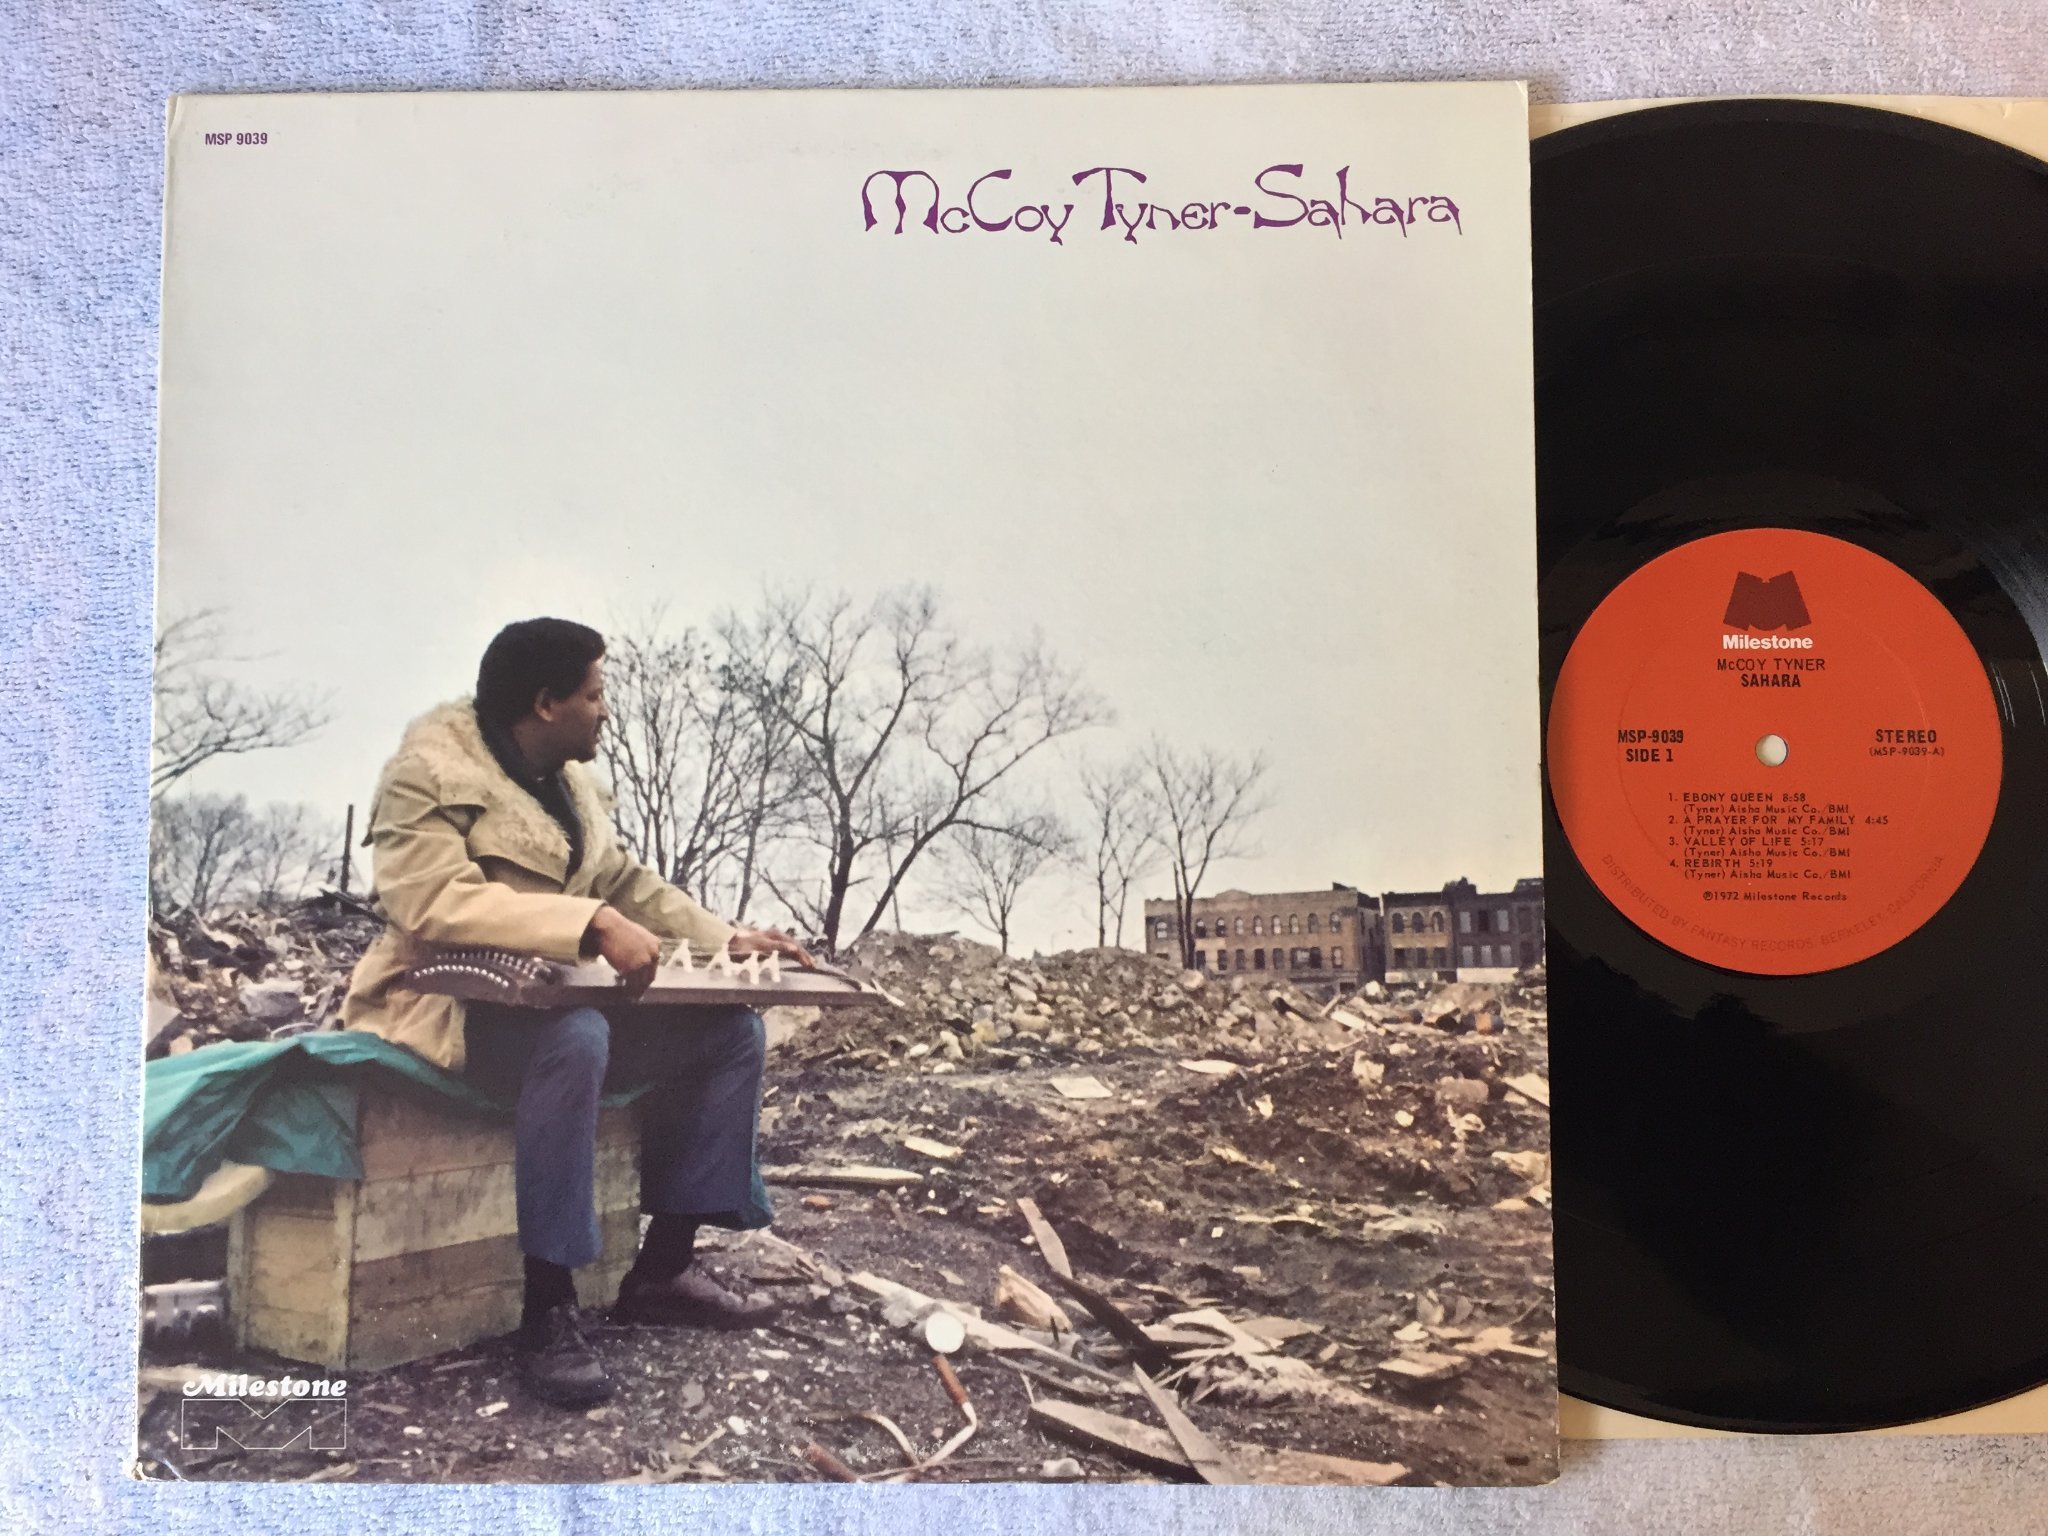 MSP 9039
McCoy Tyner-Sahara
Milestone
Milestone
McCOY TYNER
SAHARA
MSP-9039
SIDE 1
STEREO
(MSP-9039-A)
1. EBONY QUEEN 8:58
(Tyner) Aisha Music Co./BMI
2. A PRAYER FOR MY FAMILY 4:45
(Tyner) Aisha Music Co./BMI
3. VALLEY OF LIFE 5:17
(Tyner) Aisha Music Co./BMI
4. REBIRTH 5:19
(Tyner) Aisha Music Co./BMI
℗1972 Milestone Records
DISTRIBUTED BY FANTASY RECORDS, BERKELEY, CALIFORNIA